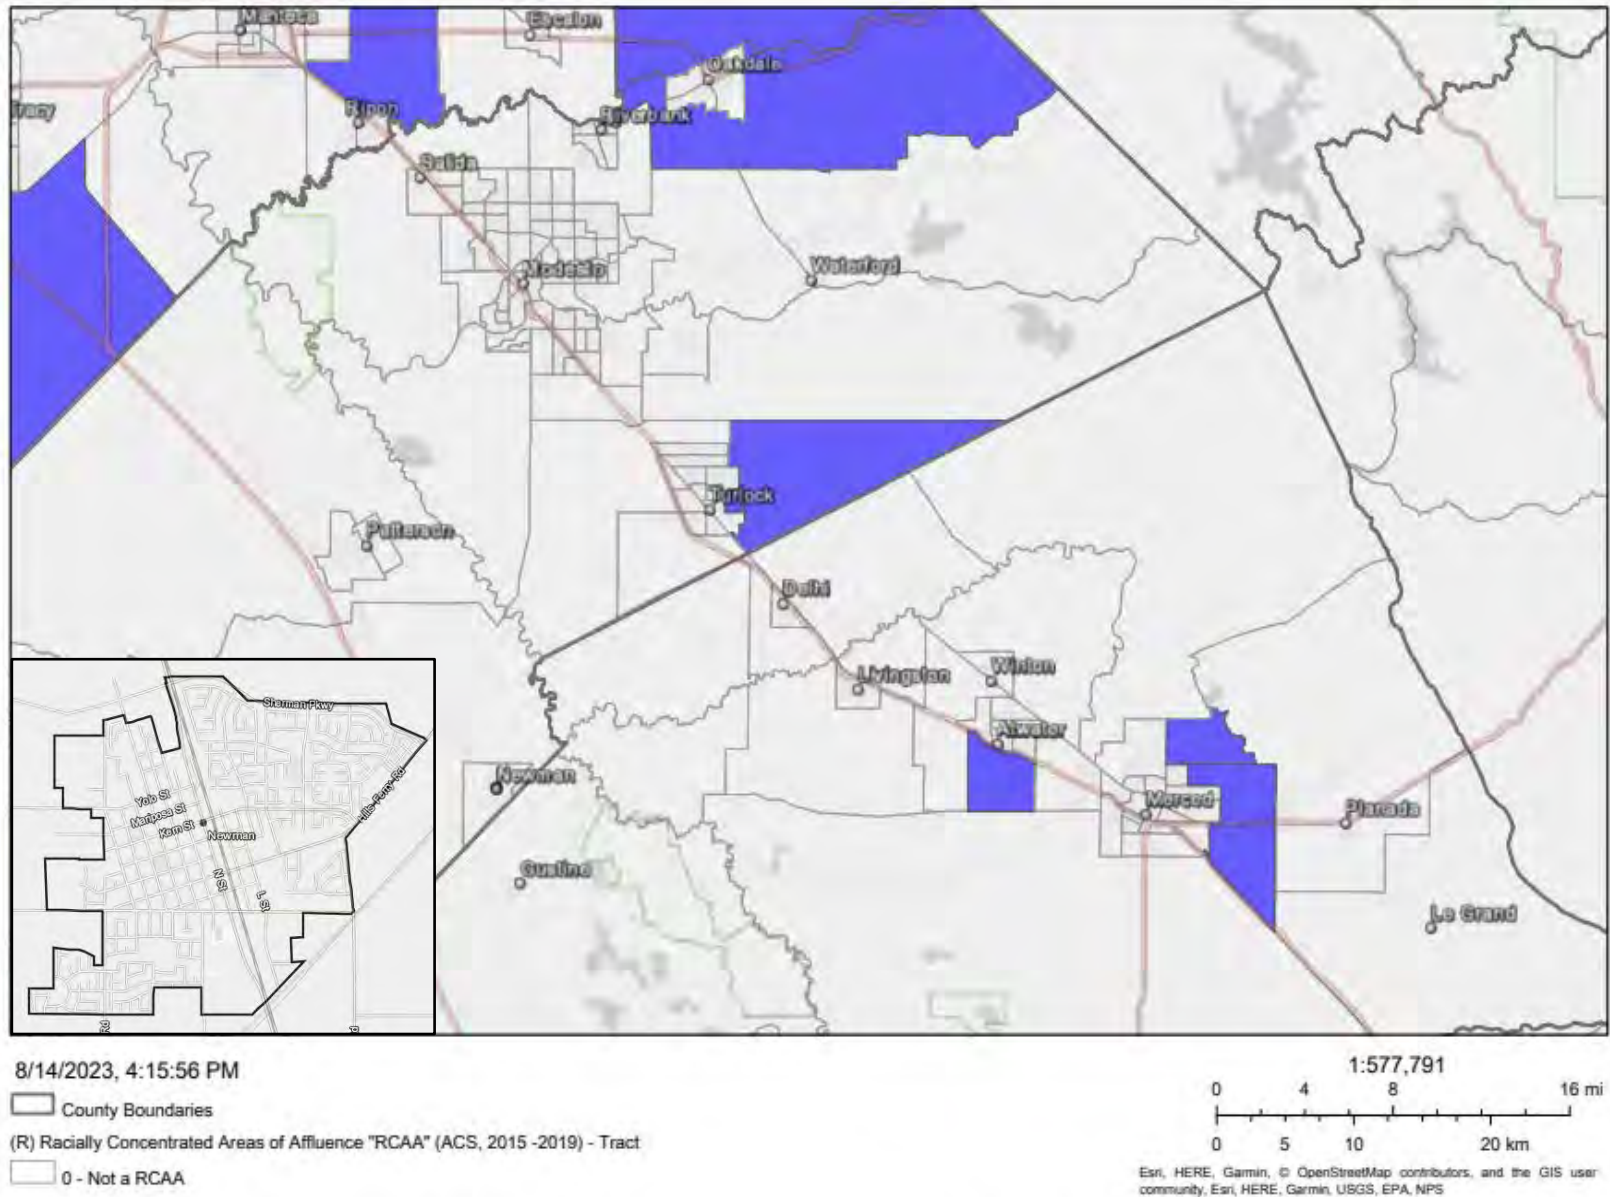 Manteca
Escalon
Oakdale
Tracy
Ripon
Riverbank
Salida
Modesto
Waterford
Turlock
Patterson
Delhi
Livingston
Winton
Atwater
Newman
Merced
Planada
Gustine
Le Grand
Sherman Pkwy
Hills Ferry Rd
Yolo St
Mariposa St
Kern St
Newman
N St
L St
Rd
8/14/2023, 4:15:56 PM
County Boundaries
(R) Racially Concentrated Areas of Affluence "RCAA" (ACS, 2015 -2019) - Tract
0 - Not a RCAA
1:577,791
0 4 8 16 mi
0 5 10 20 km
Esri, HERE, Garmin, © OpenStreetMap contributors, and the GIS user
community, Esri, HERE, Garmin, USGS, EPA, NPS